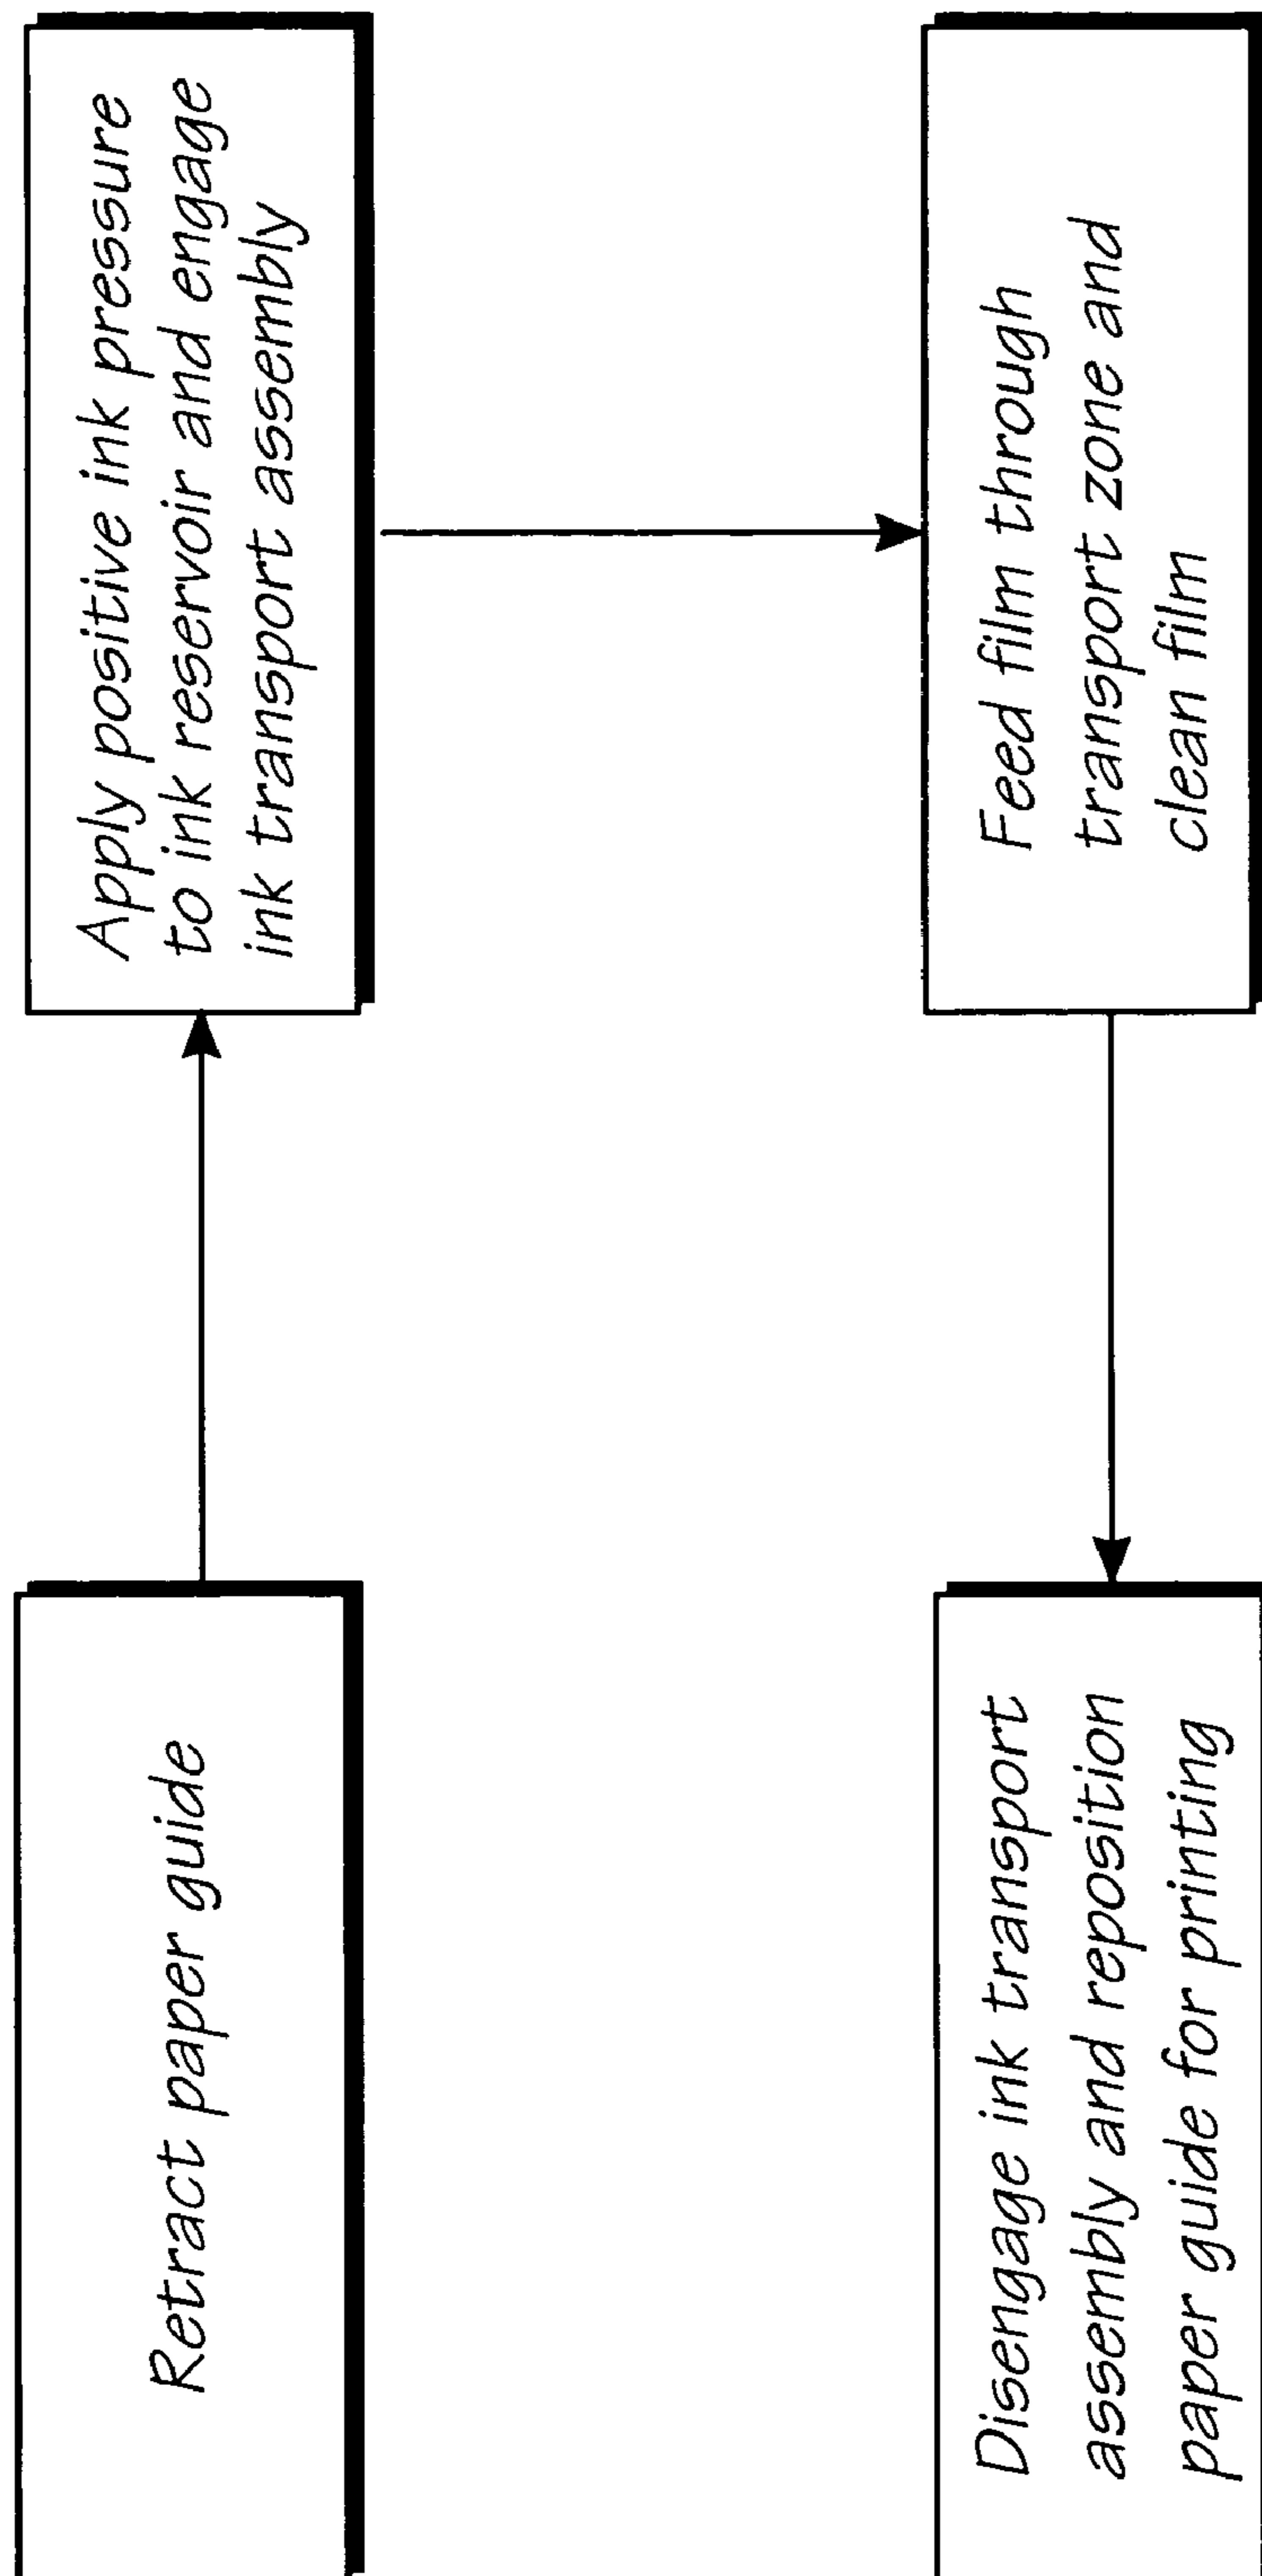 Retract paper guide
Apply positive ink pressure
to ink reservoir and engage
ink transport assembly
Feed film through
transport zone and
clean film
Disengage ink transport
assembly and reposition
paper guide for printing